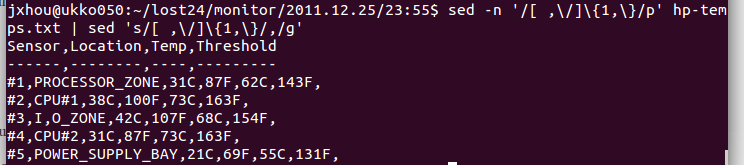 jxhou@ukko050:~/lost24/monitor/2011.12.25/23:55$ sed -n '/[ ,\/]\{1,\}/p' hp-tem
ps.txt | sed 's/[ ,\/]\{1,\}/,/g'
Sensor,Location,Temp,Threshold
------,--------,----,---------
#1,PROCESSOR_ZONE,31C,87F,62C,143F,
#2,CPU#1,38C,100F,73C,163F,
#3,I,O_ZONE,42C,107F,68C,154F,
#4,CPU#2,31C,87F,73C,163F,
#5,POWER_SUPPLY_BAY,21C,69F,55C,131F,